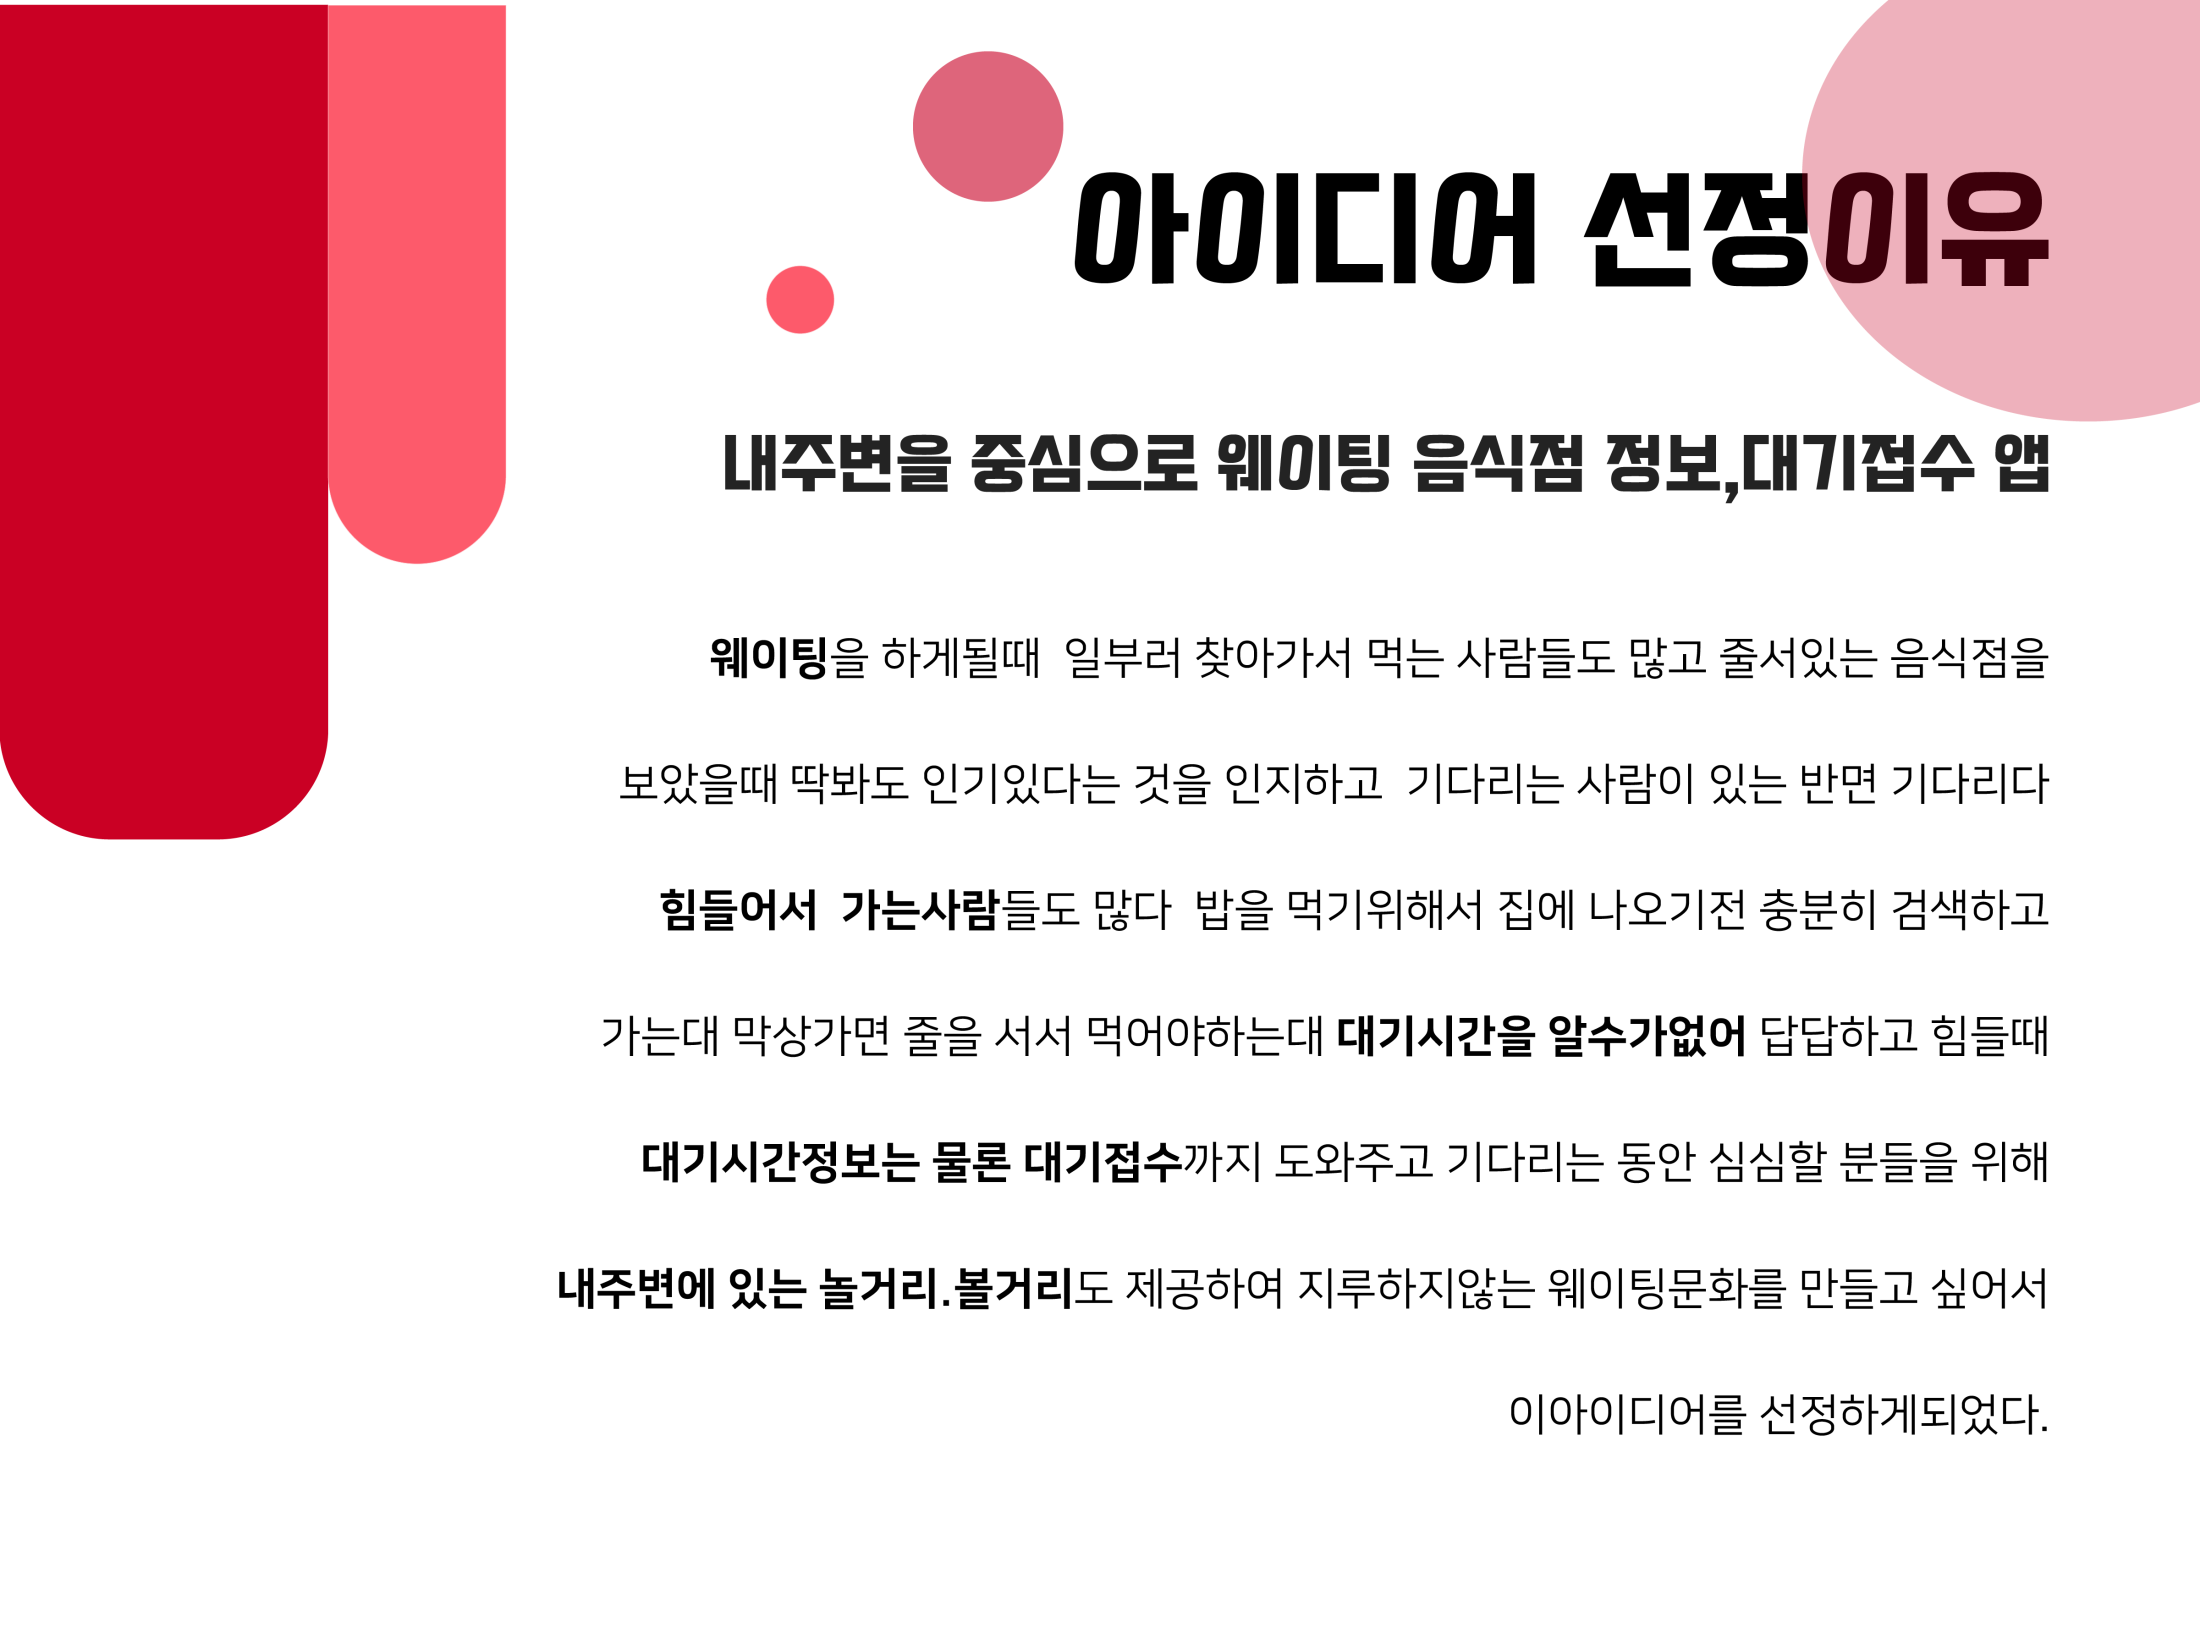 아이디어 선정이유
내주변을 중심으로 웨이팅 음식점 정보,대기접수 앱
웨이팅을 하게될때 일부러 찾아가서 먹는 사람들도 많고 줄서있는 음식점을
보았을때 딱봐도 인기있다는 것을 인지하고 기다리는 사람이 있는 반면 기다리다
힘들어서 가는사람들도 많다 밥을 먹기위해서 집에 나오기전 충분히 검색하고
가는대 막상가면 줄을 서서 먹어야하는대 대기시간을 알수가없어 답답하고 힘들때
대기시간정보는 물론 대기접수까지 도와주고 기다리는 동안 심심할 분들을 위해
내주변에 있는 놀거리.볼거리도 제공하여 지루하지않는 웨이팅문화를 만들고 싶어서
이아이디어를 선정하게되었다.